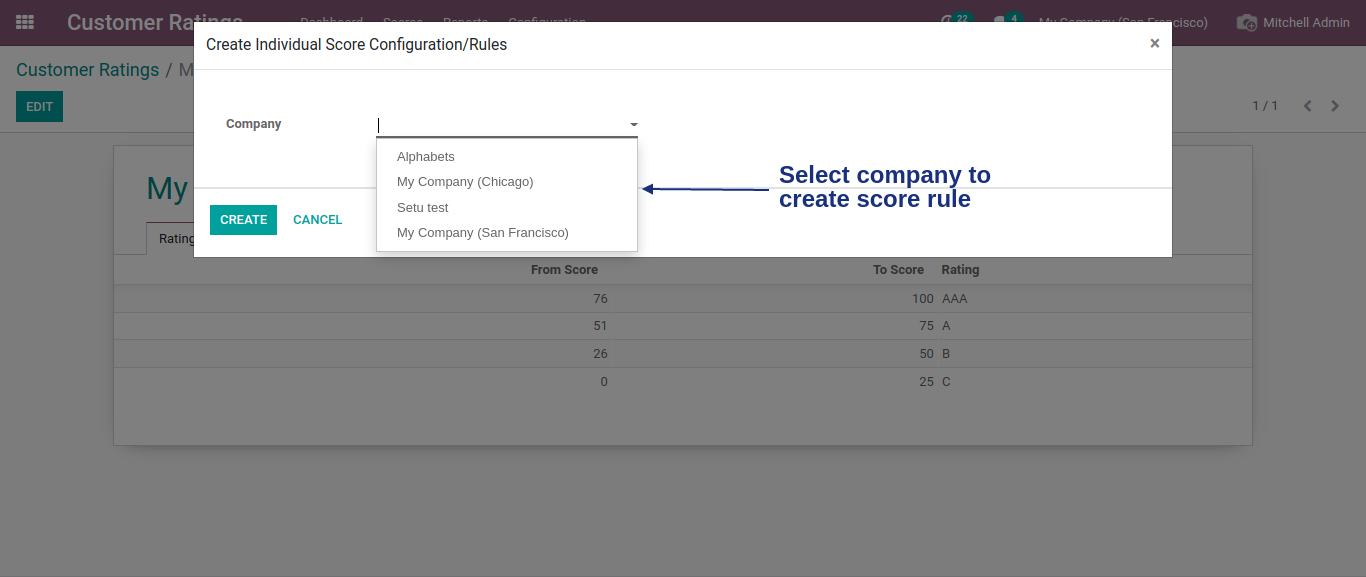 Customer Ratings Dashboard Scores Reports Configuration 22 4 My Company (San Francisco) Mitchell Admin
Create Individual Score Configuration/Rules ×
Customer Ratings / M
EDIT
1 / 1
Company
Alphabets
My Company (Chicago)
Setu test
My Company (San Francisco)
Select company to
create score rule
My
CREATE CANCEL
Rating
From Score To Score Rating
76 100 AAA
51 75 A
26 50 B
0 25 C